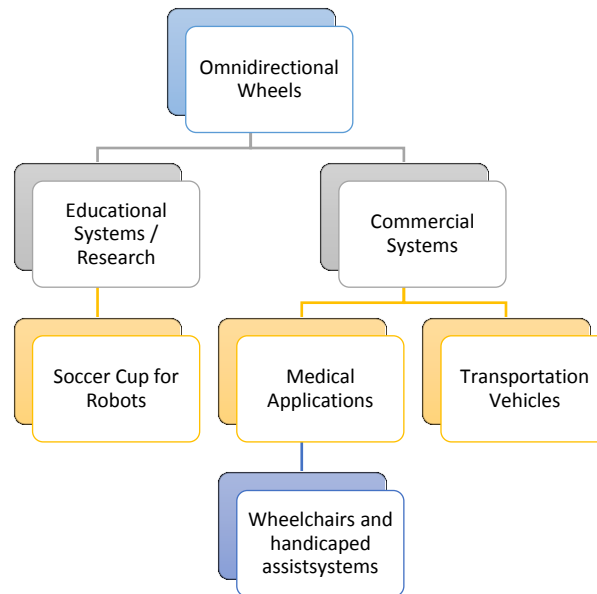 Omnidirectional
Wheels
Educational
Systems /
Research
Commercial
Systems
Soccer Cup for
Robots
Medical
Applications
Transportation
Vehicles
Wheelchairs and
handicaped
assistsystems